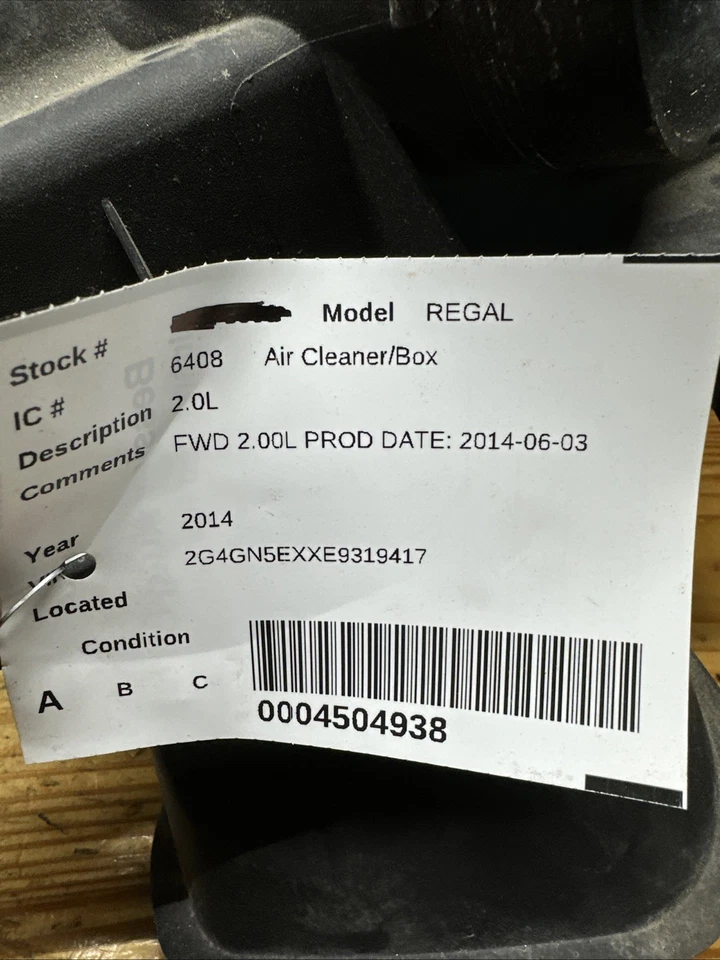 Stock # Model REGAL
IC # 6408 Air Cleaner/Box
Description 2.0L
Comments FWD 2.00L PROD DATE: 2014-06-03
Year 2014
2G4GN5EXXE9319417
Located
Condition
A B C
0004504938